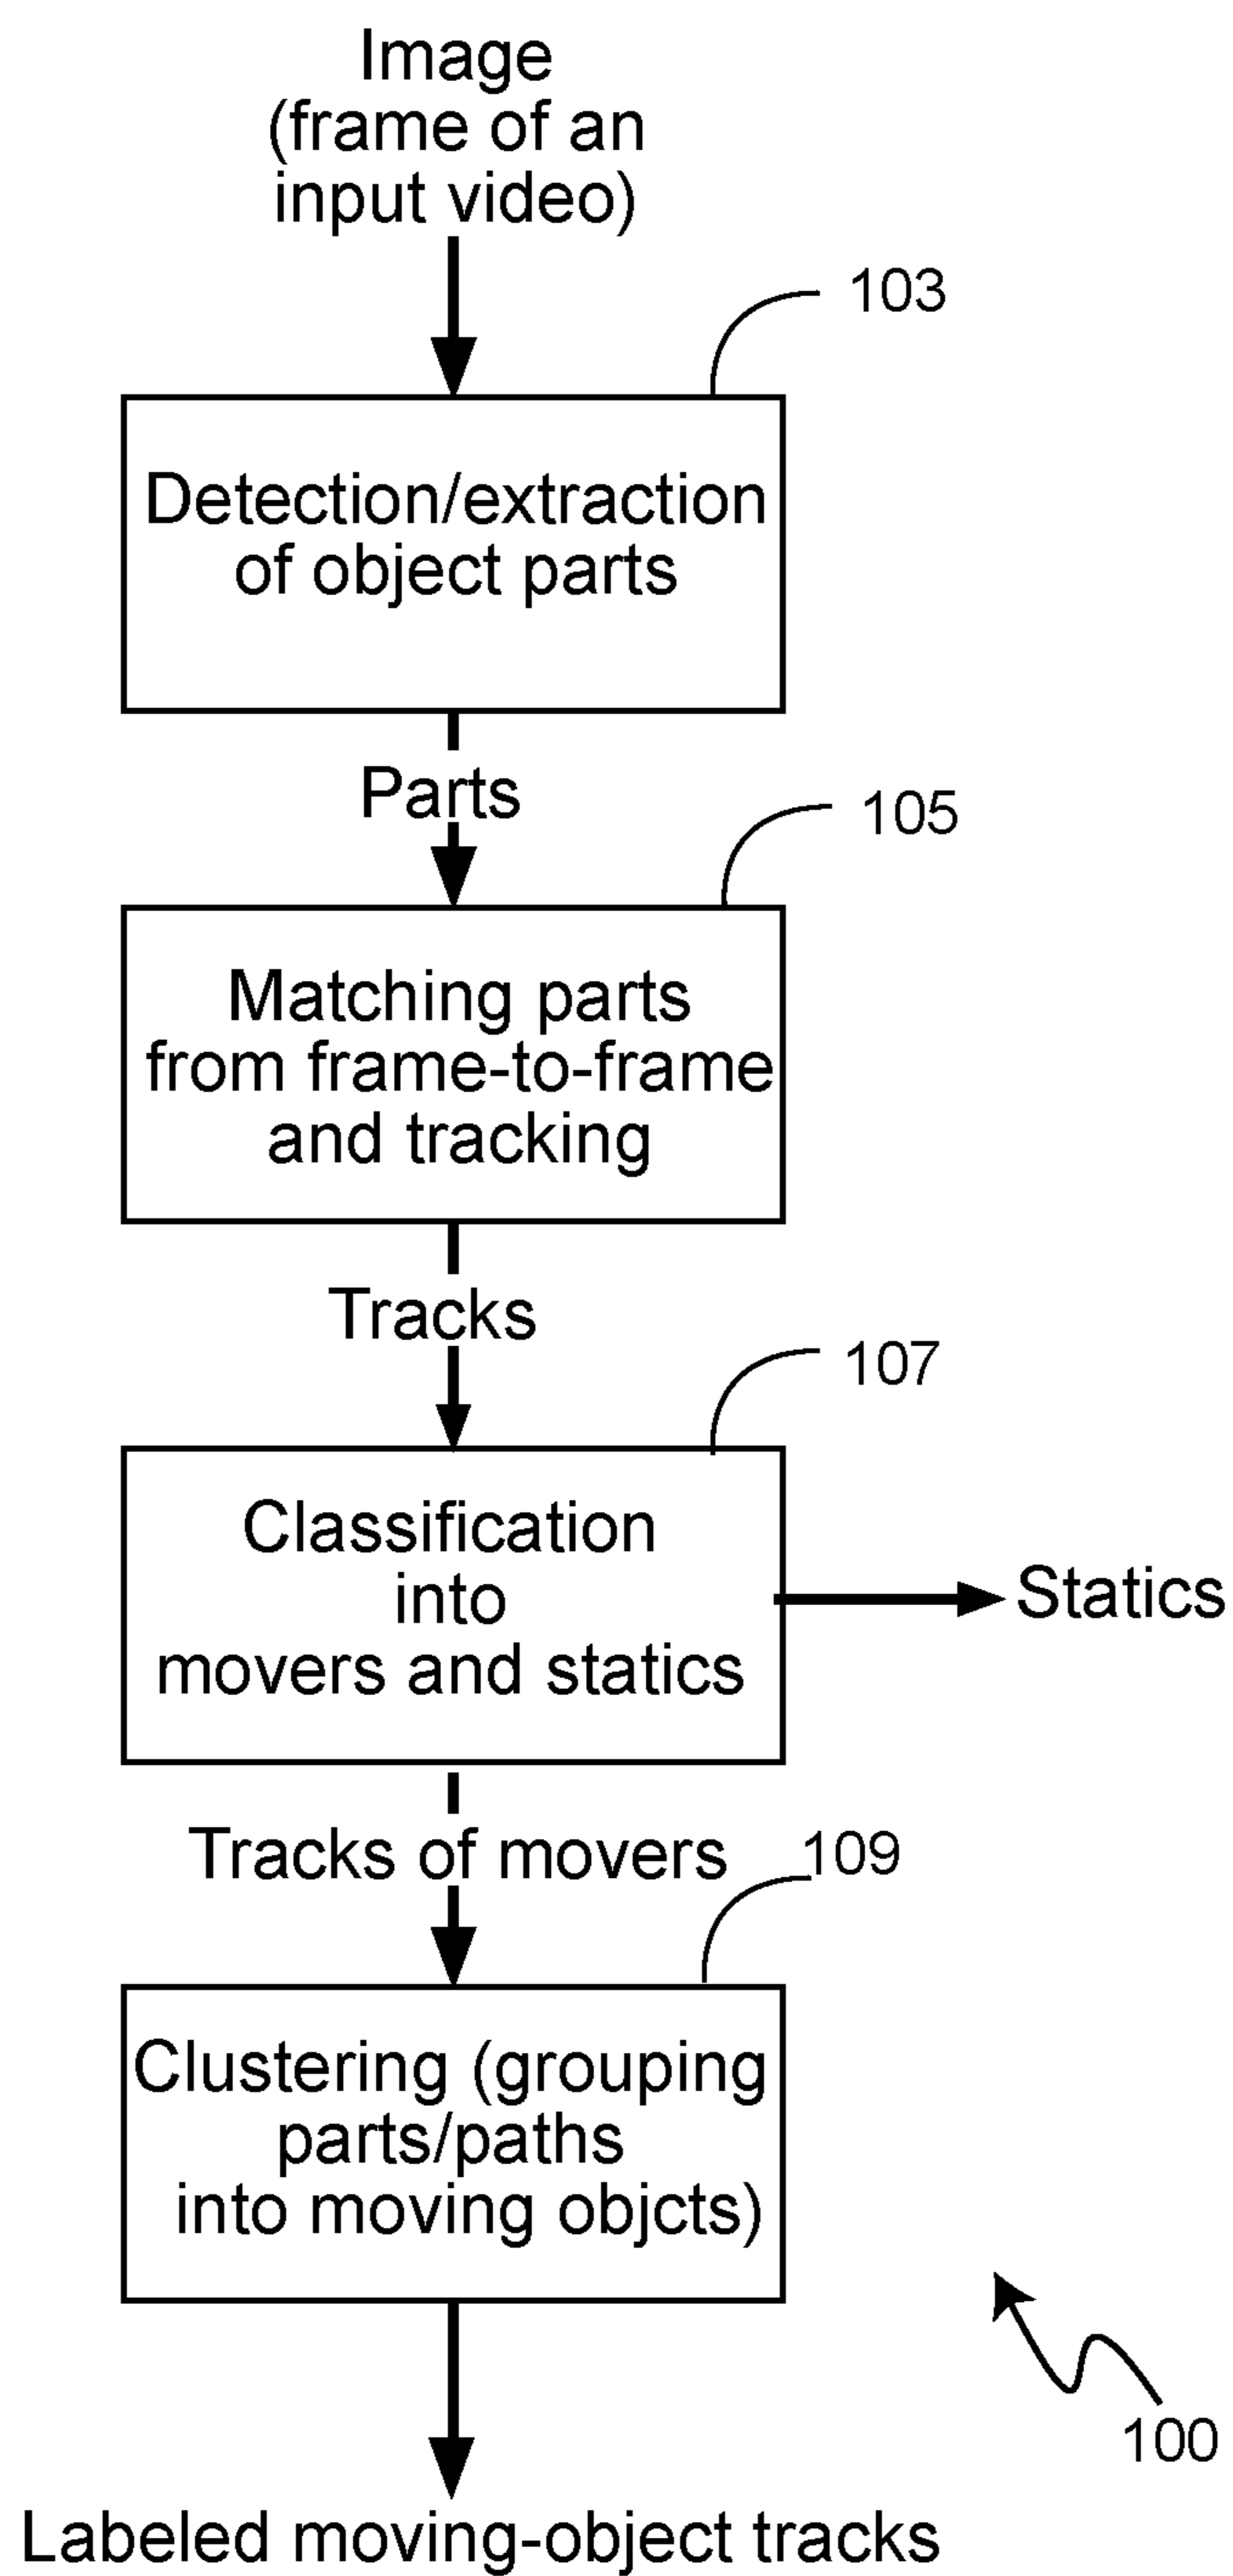 Image
(frame of an
input video)
103
Detection/extraction
of object parts
Parts
105
Matching parts
from frame-to-frame
and tracking
Tracks
107
Classification
into
movers and statics
Statics
Tracks of movers
109
Clustering (grouping
parts/paths
into moving objcts)
100
Labeled moving-object tracks